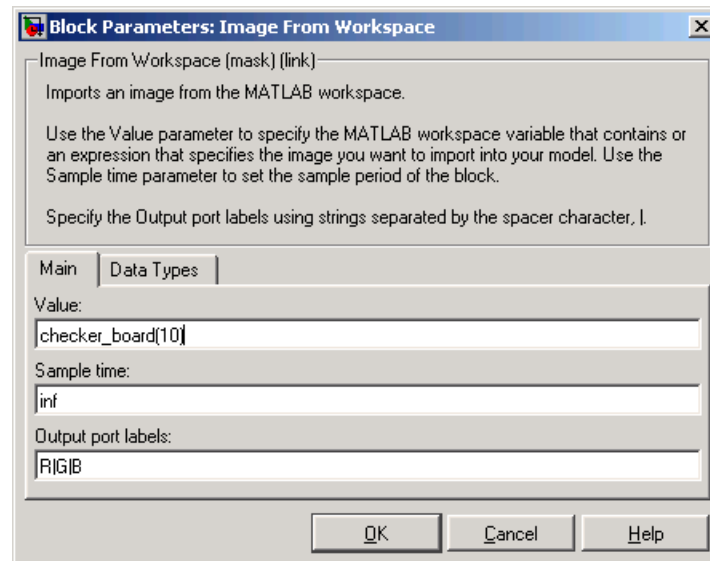 Block Parameters: Image From Workspace
Image From Workspace (mask) (link)
Imports an image from the MATLAB workspace.
Use the Value parameter to specify the MATLAB workspace variable that contains or
an expression that specifies the image you want to import into your model. Use the
Sample time parameter to set the sample period of the block.
Specify the Output port labels using strings separated by the spacer character, |.
Main
Data Types
Value:
checker_board(10)
Sample time:
inf
Output port labels:
R|G|B
OK
Cancel
Help